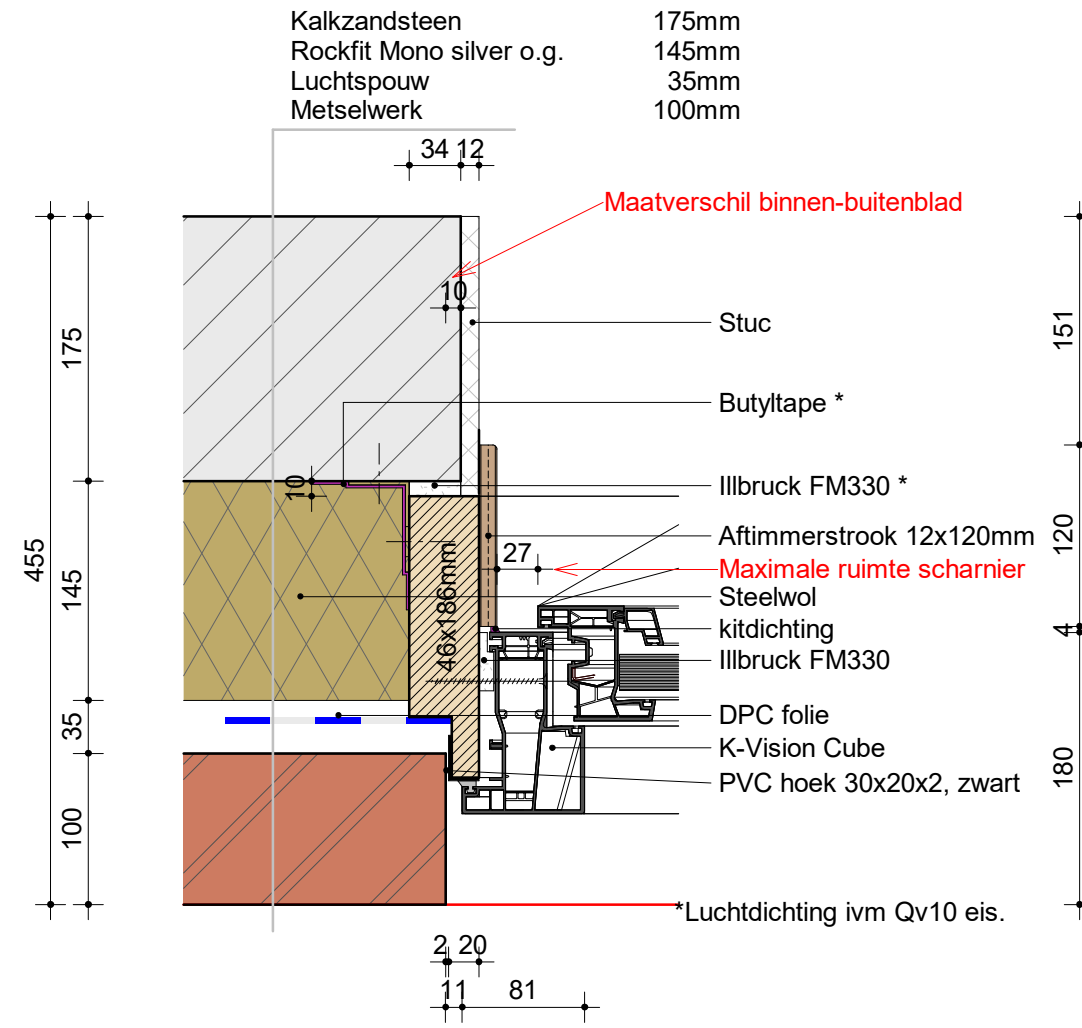 Kalkzandsteen 175mm
Rockfit Mono silver o.g. 145mm
Luchtspouw 35mm
Metselwerk 100mm
34 12
Maatverschil binnen-buitenblad
10
Stuc
175
151
Butyltape *
10
Illbruck FM330 *
Aftimmerstrook 12x120mm
27
Maximale ruimte scharnier
455
145
120
Steelwol
kitdichting
4
46x186mm
Illbruck FM330
35
DPC folie
K-Vision Cube
180
PVC hoek 30x20x2, zwart
100
*Luchtdichting ivm Qv10 eis.
2 20
11 81